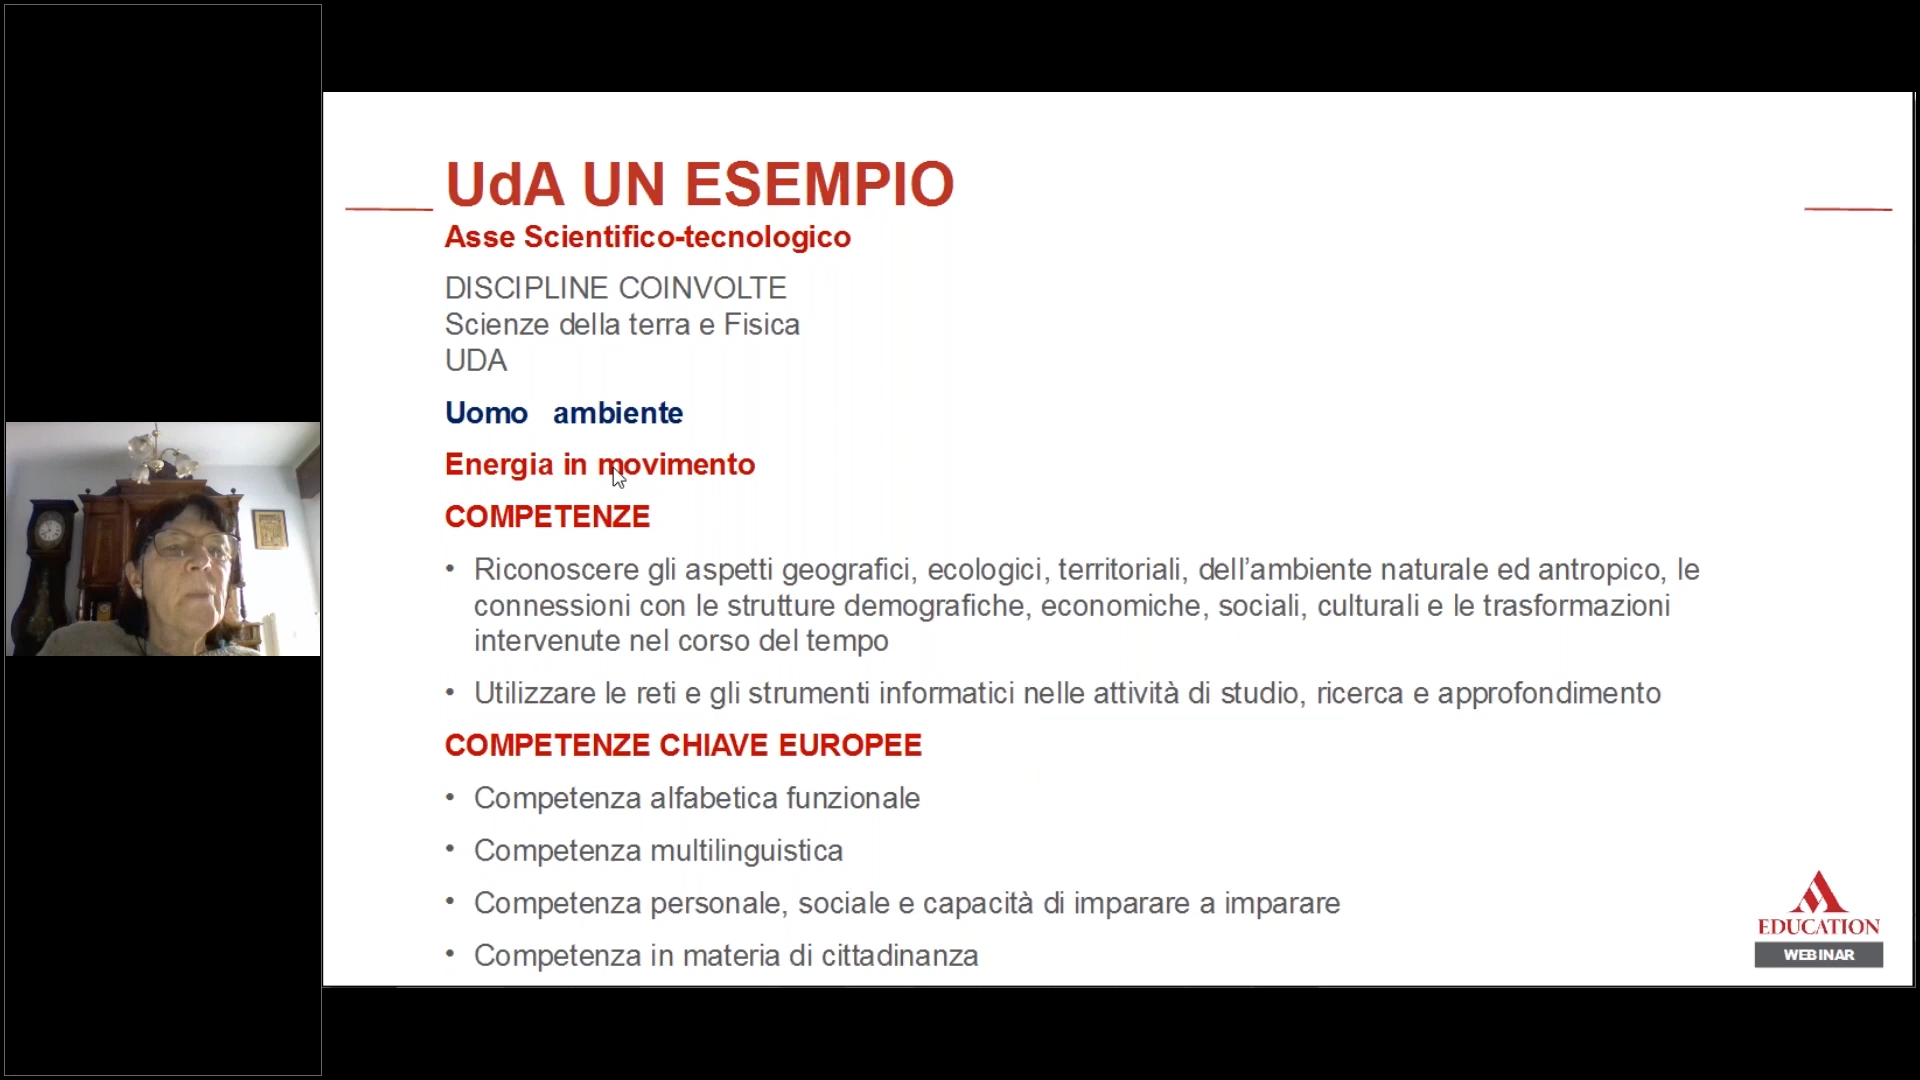 UdA UN ESEMPIO
Asse Scientifico-tecnologico
DISCIPLINE COINVOLTE
Scienze della terra e Fisica
UDA
Uomo ambiente
Energia in movimento
COMPETENZE
• Riconoscere gli aspetti geografici, ecologici, territoriali, dell’ambiente naturale ed antropico, le
connessioni con le strutture demografiche, economiche, sociali, culturali e le trasformazioni
intervenute nel corso del tempo
• Utilizzare le reti e gli strumenti informatici nelle attività di studio, ricerca e approfondimento
COMPETENZE CHIAVE EUROPEE
• Competenza alfabetica funzionale
• Competenza multilinguistica
• Competenza personale, sociale e capacità di imparare a imparare
• Competenza in materia di cittadinanza
EDUCATION
WEBINAR